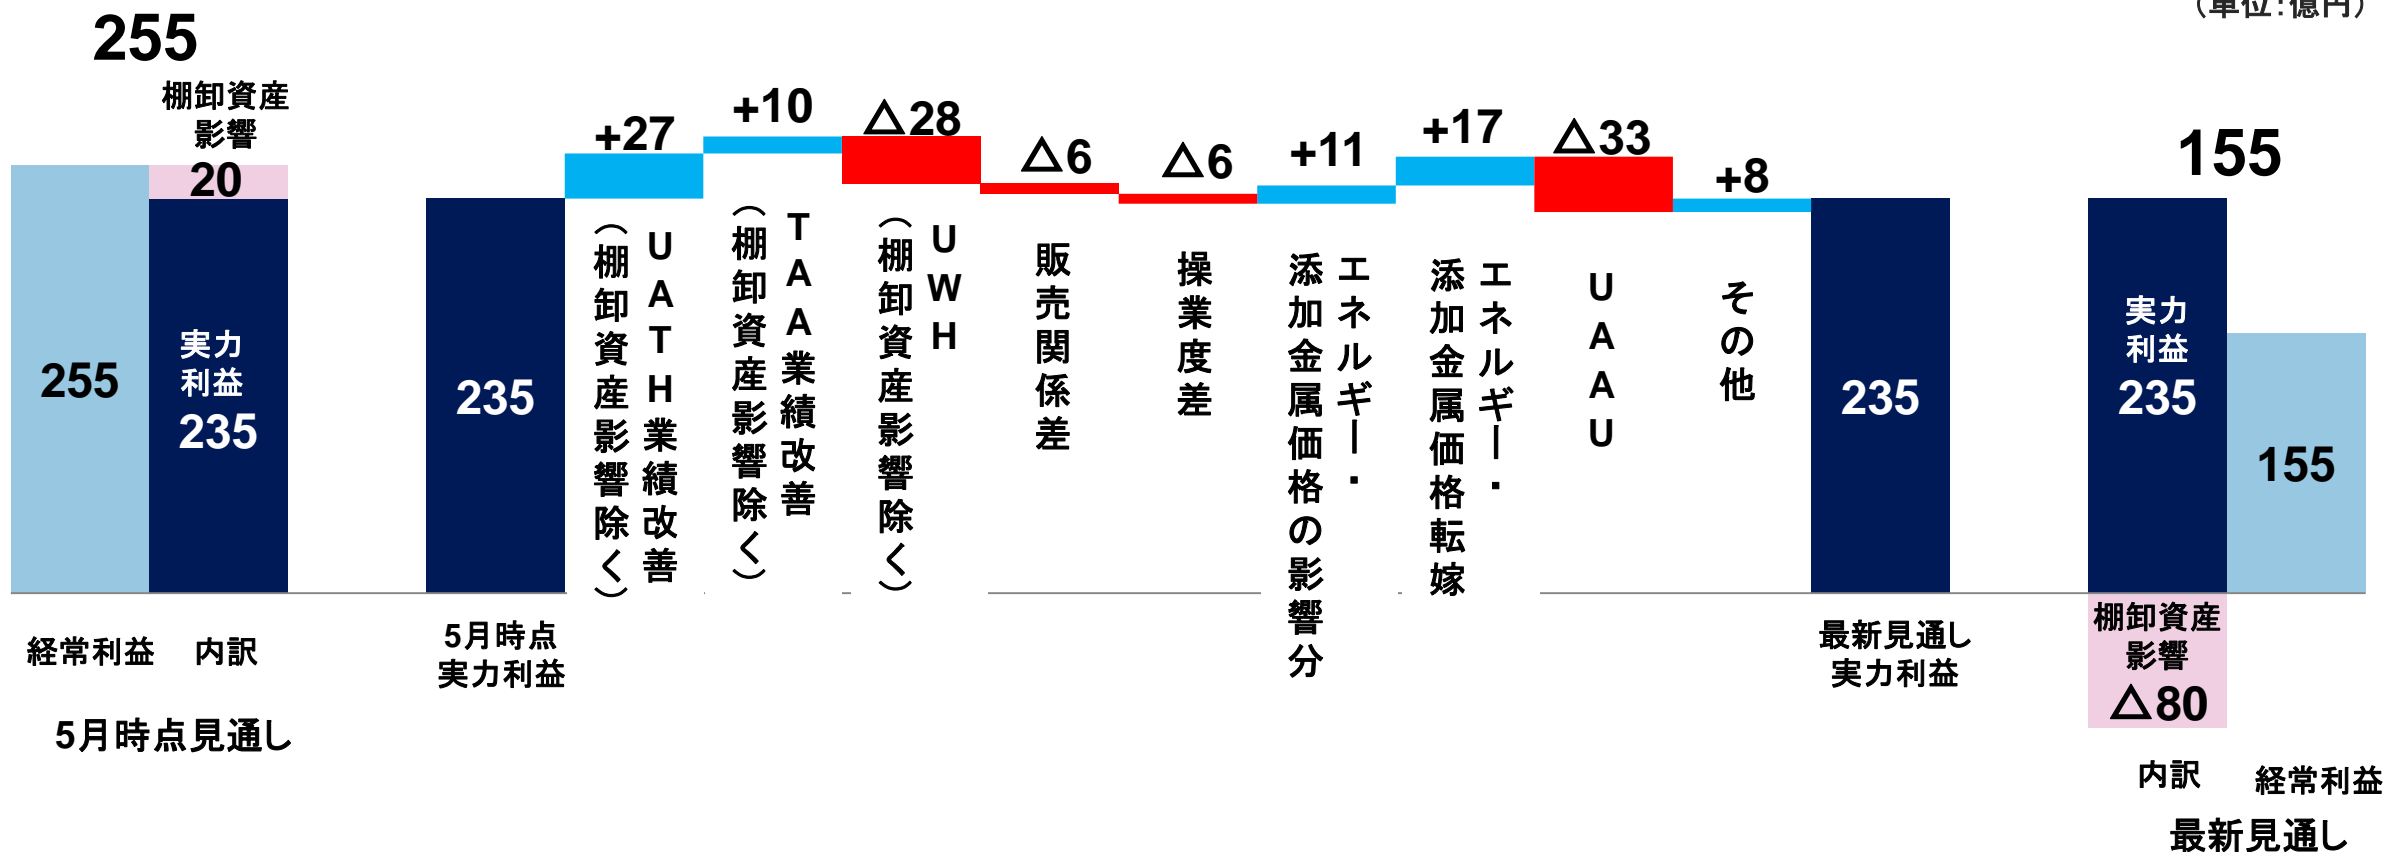 （単位：億円）
255
棚卸資産
影響
20
255
実力
利益
235
経常利益
内訳
5月時点見通し
235
5月時点
実力利益
+27
UATH業績改善
（棚卸資産影響除く）
+10
TAA業績改善
（棚卸資産影響除く）
△28
UWH
（棚卸資産影響除く）
△6
販売関係差
△6
操業度差
+11
エネルギー・
添加金属価格の影響分
+17
エネルギー・
添加金属価格転嫁
△33
UAAU
+8
その他
235
最新見通し
実力利益
155
実力
利益
235
155
棚卸資産
影響
△80
内訳
経常利益
最新見通し